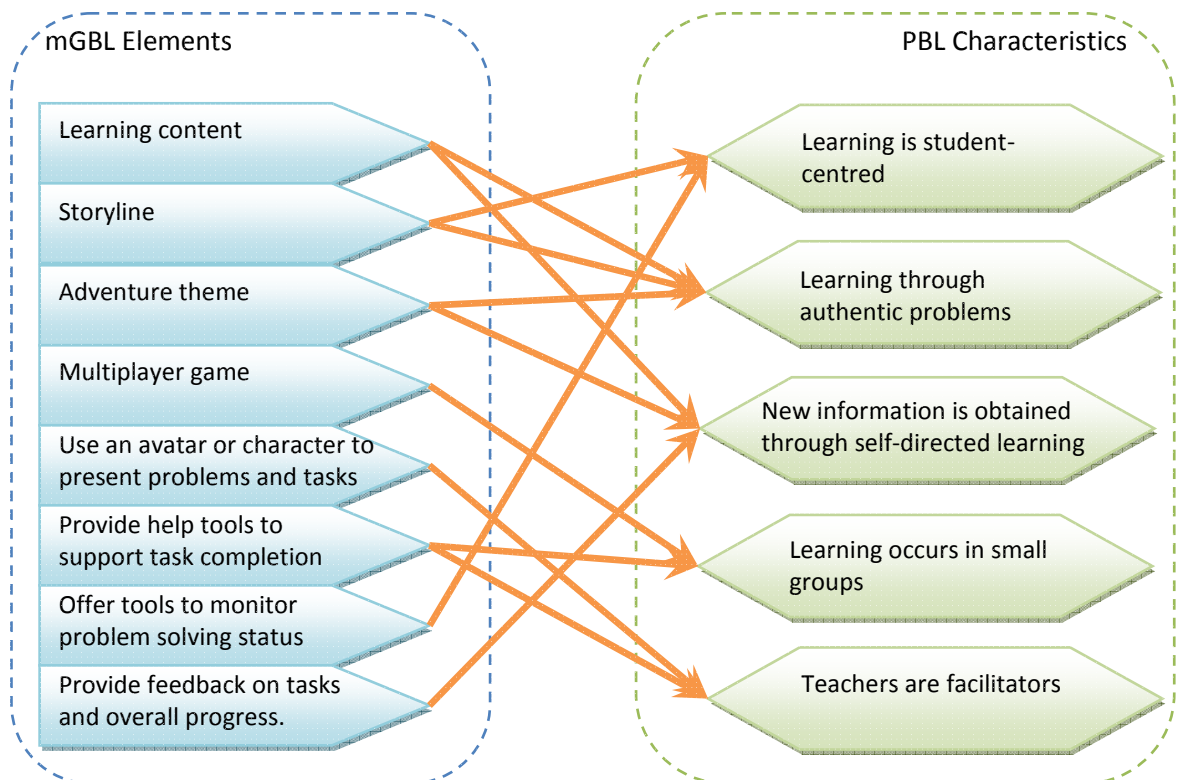 mGBL Elements
PBL Characteristics
Learning content
Storyline
Adventure theme
Multiplayer game
Use an avatar or character to
present problems and tasks
Provide help tools to
support task completion
Offer tools to monitor
problem solving status
Provide feedback on tasks
and overall progress.
Learning is student-
centred
Learning through
authentic problems
New information is obtained
through self-directed learning
Learning occurs in small
groups
Teachers are facilitators